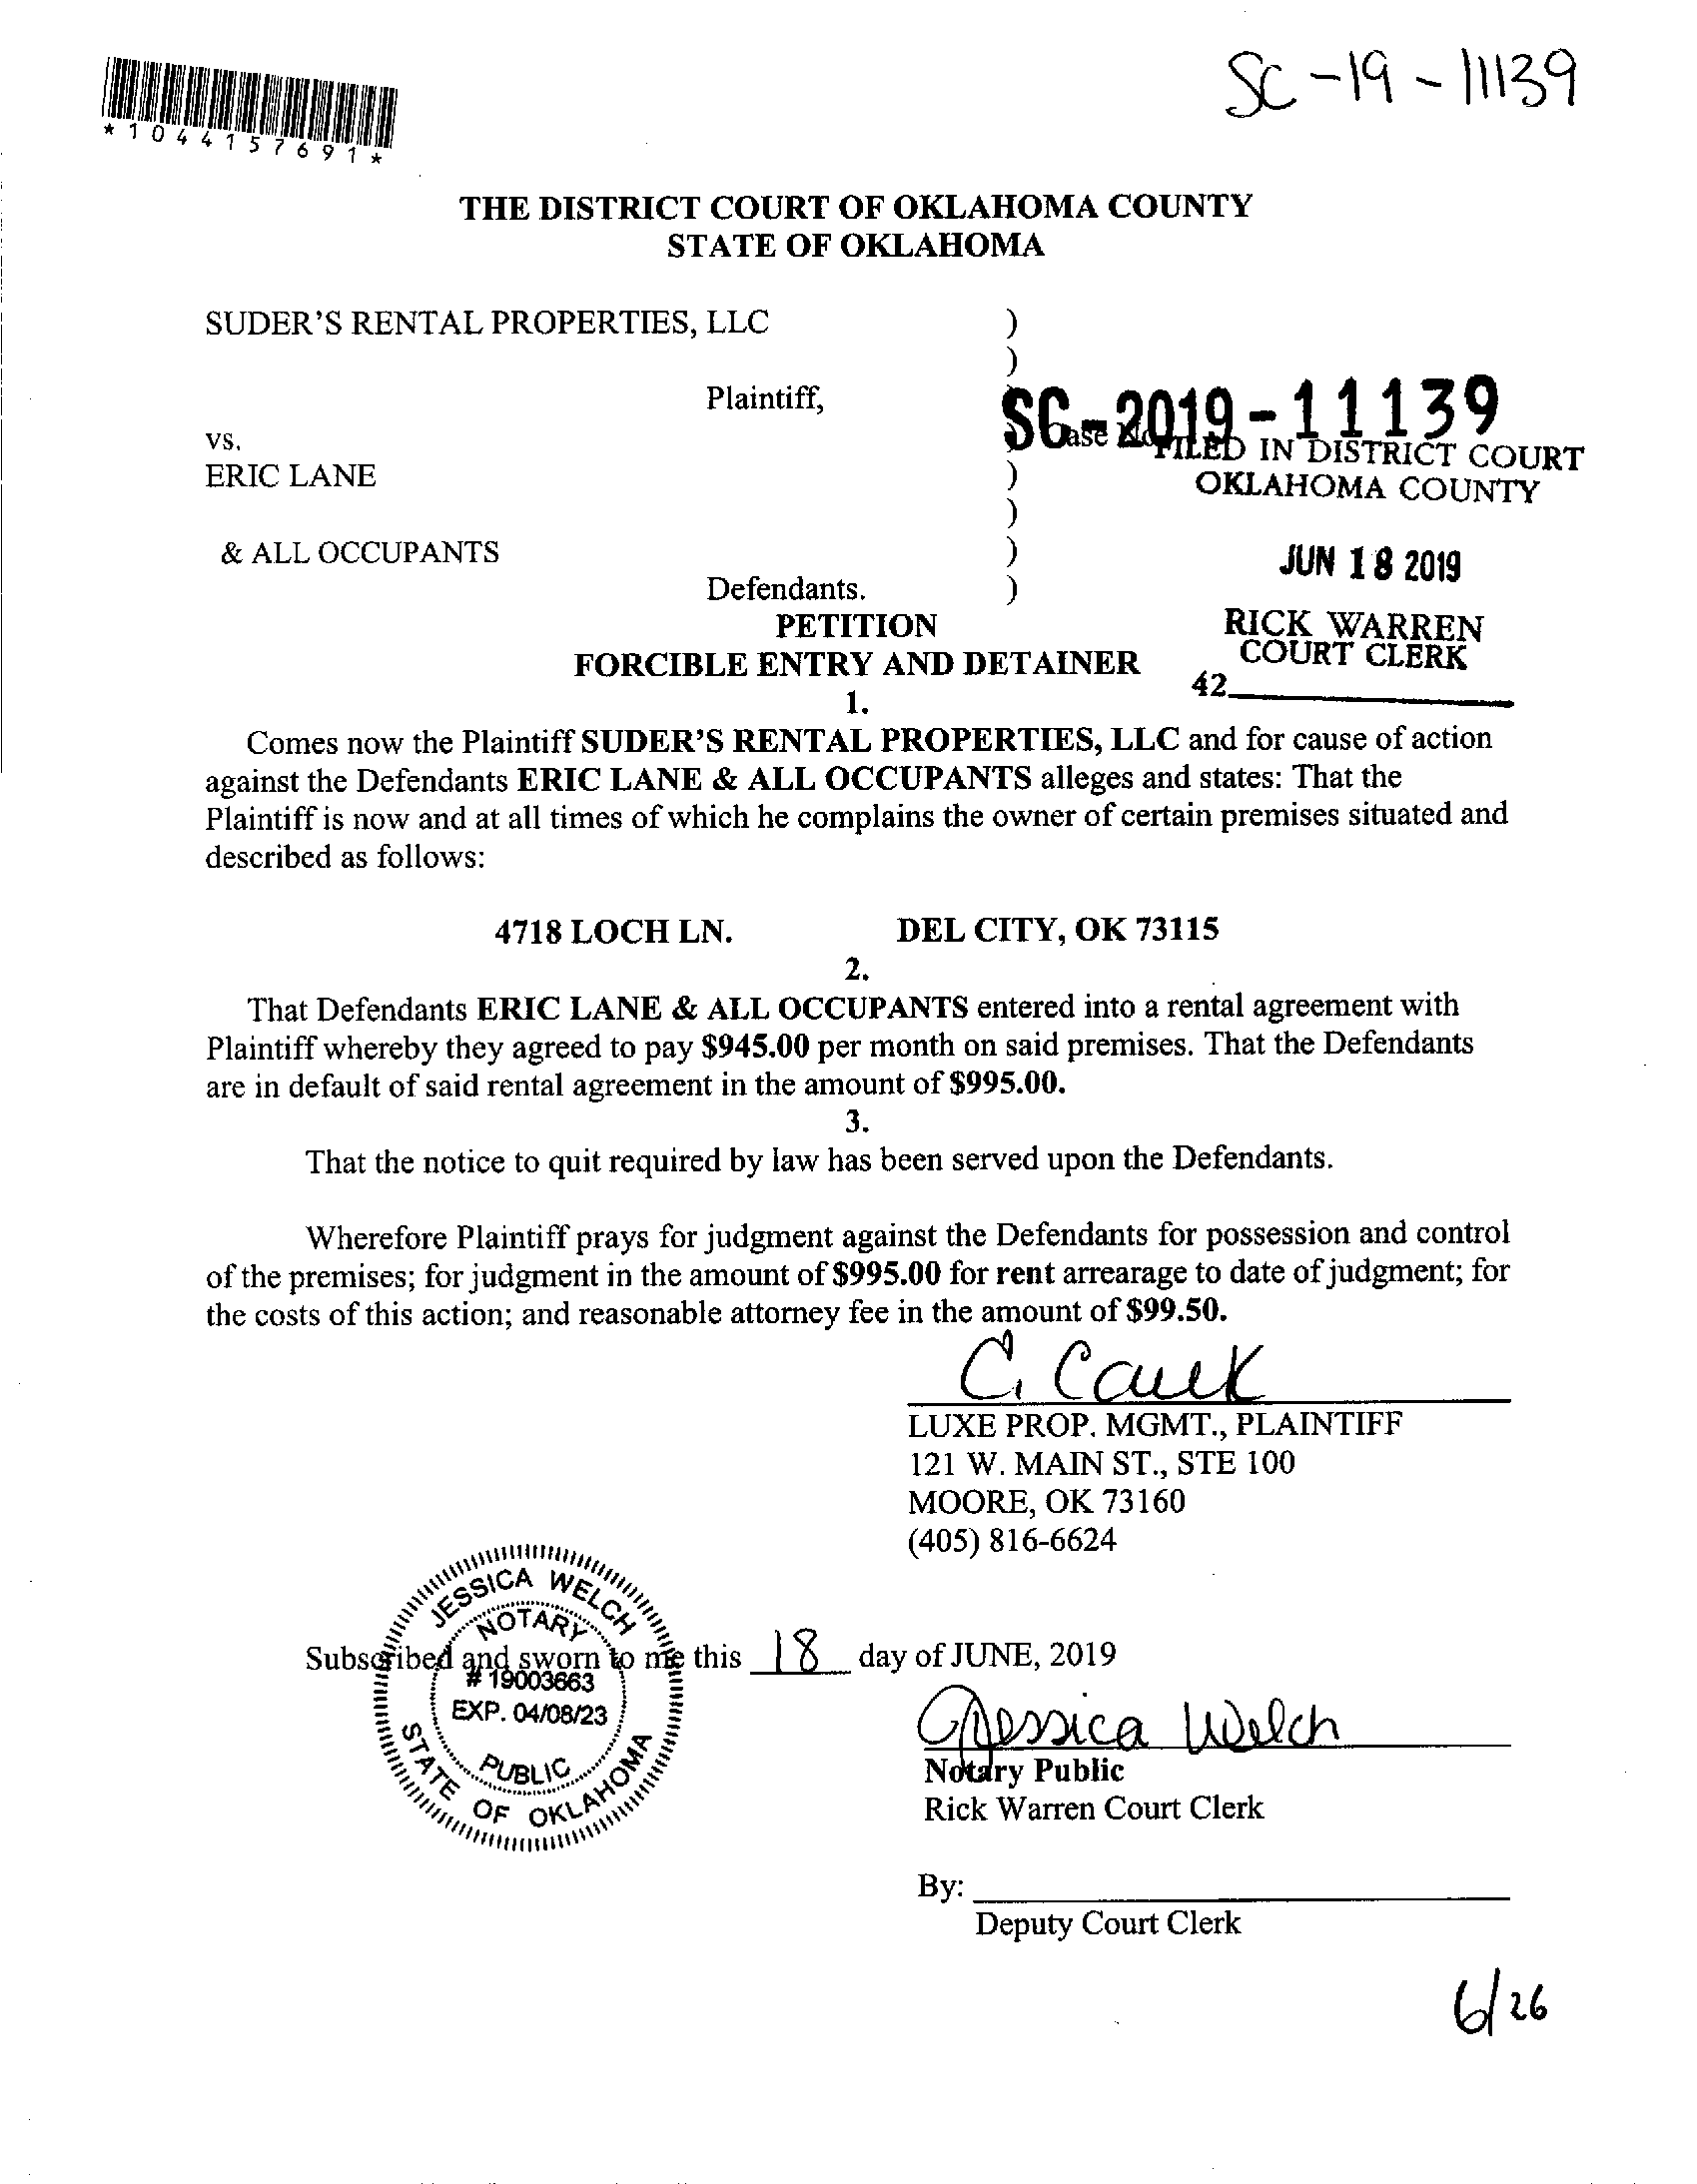 SC-19-11139
*1044157691*
THE DISTRICT COURT OF OKLAHOMA COUNTY
STATE OF OKLAHOMA
SUDER'S RENTAL PROPERTIES, LLC )
)
Plaintiff,
SC-2019-11139
vs.
Case No. FILED IN DISTRICT COURT
ERIC LANE )
OKLAHOMA COUNTY
)
& ALL OCCUPANTS )
JUN 18 2019
Defendants. )
PETITION
RICK WARREN
COURT CLERK
FORCIBLE ENTRY AND DETAINER
42
1.
Comes now the Plaintiff SUDER'S RENTAL PROPERTIES, LLC and for cause of action
against the Defendants ERIC LANE & ALL OCCUPANTS alleges and states: That the
Plaintiff is now and at all times of which he complains the owner of certain premises situated and
described as follows:
4718 LOCH LN. DEL CITY, OK 73115
2.
That Defendants ERIC LANE & ALL OCCUPANTS entered into a rental agreement with
Plaintiff whereby they agreed to pay $945.00 per month on said premises. That the Defendants
are in default of said rental agreement in the amount of $995.00.
3.
That the notice to quit required by law has been served upon the Defendants.
Wherefore Plaintiff prays for judgment against the Defendants for possession and control
of the premises; for judgment in the amount of $995.00 for rent arrearage to date of judgment; for
the costs of this action; and reasonable attorney fee in the amount of $99.50.
C. Caulk
LUXE PROP. MGMT., PLAINTIFF
121 W. MAIN ST., STE 100
MOORE, OK 73160
(405) 816-6624
JESSICA WELCH
NOTARY
Subscribed and sworn to me this 18 day of JUNE, 2019
# 19003663
EXP. 04/08/23
PUBLIC
STATE OF OKLAHOMA
Jessica Welch
Notary Public
Rick Warren Court Clerk
By:
Deputy Court Clerk
6/26